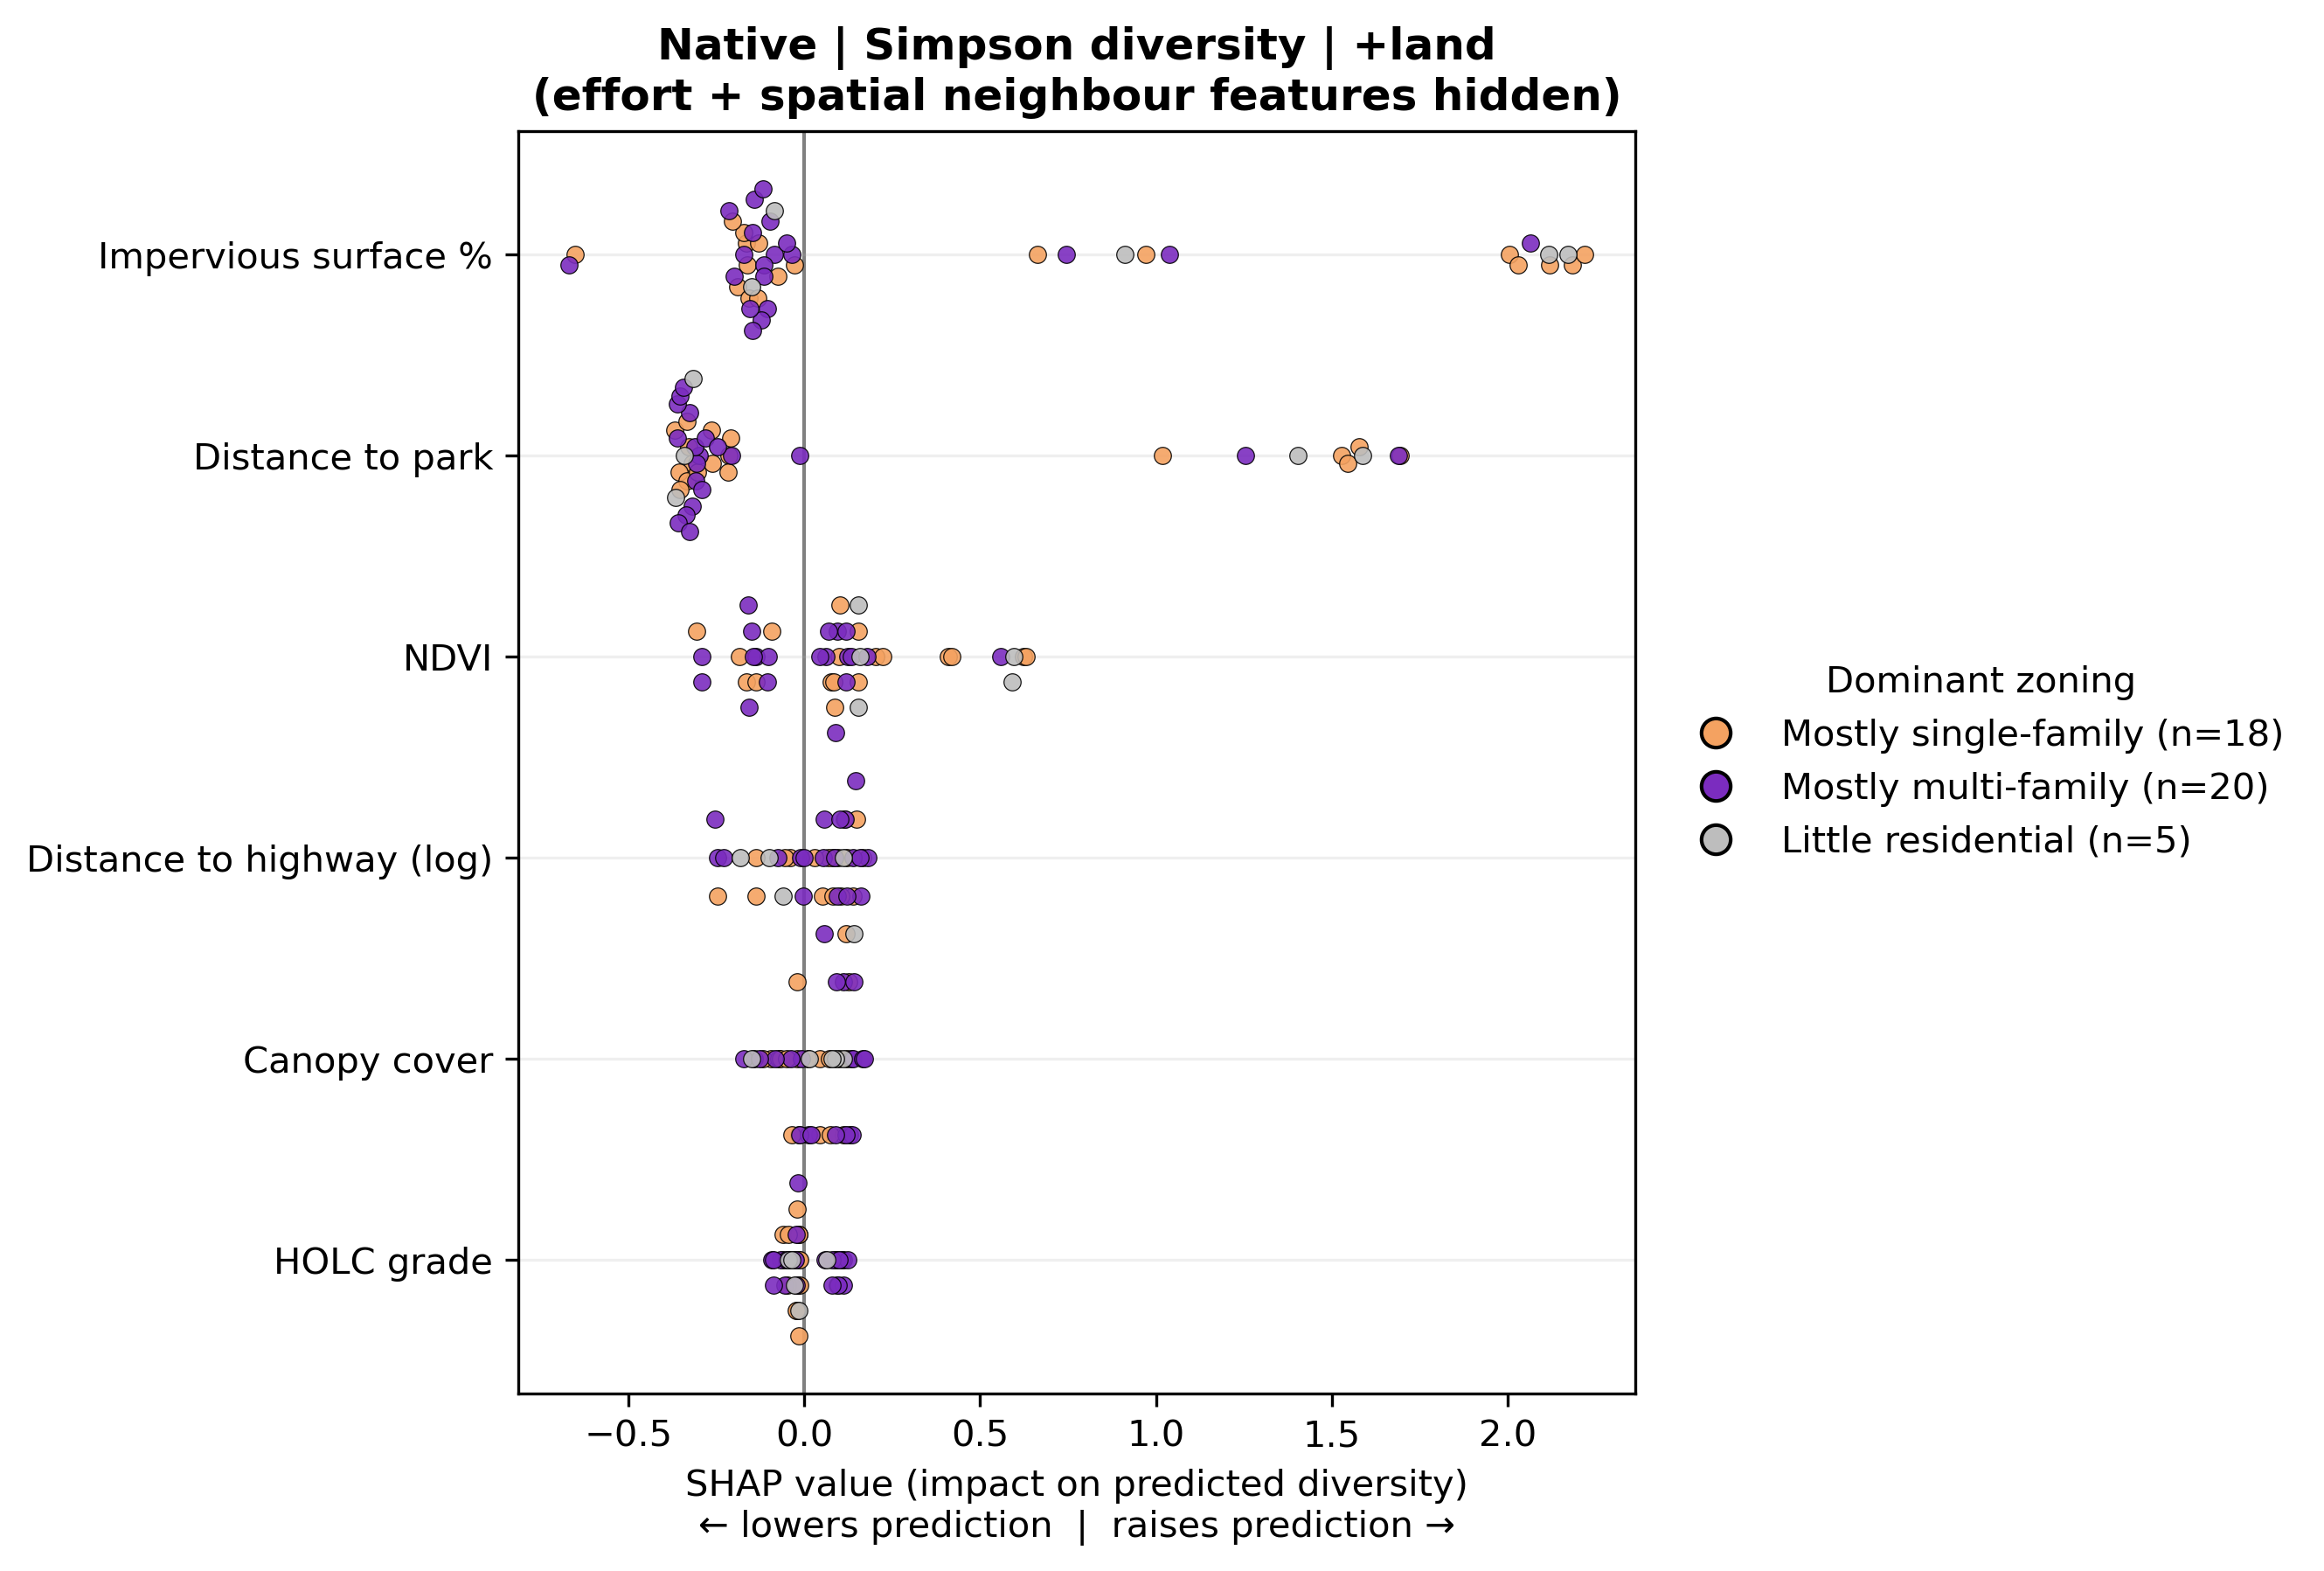 Native | Simpson diversity | +land
(effort + spatial neighbour features hidden)
Impervious surface %
Distance to park
NDVI
Distance to highway (log)
Canopy cover
HOLC grade
−0.5 0.0 0.5 1.0 1.5 2.0
SHAP value (impact on predicted diversity)
← lowers prediction | raises prediction →
Dominant zoning
Mostly single-family (n=18)
Mostly multi-family (n=20)
Little residential (n=5)